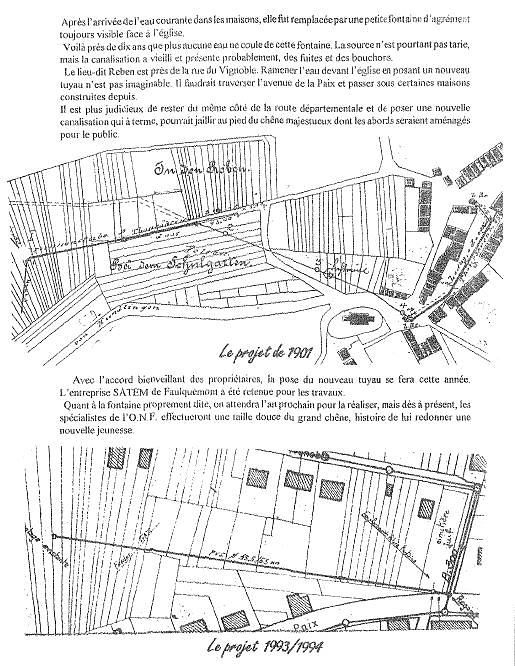 Après l'arrivée de l'eau courante dans les maisons, elle fut remplacée par une petite fontaine d'agrément
toujours visible face à l'église.
Voilà près de dix ans que plus aucune eau ne coule de cette fontaine. La source n'est pourtant pas tarie,
mais la canalisation a vieilli et présente probablement, des fuites et des bouchons.
Le lieu-dit Reben est près de la rue du Vignoble. Ramener l'eau devant l'église en posant un nouveau
tuyau n'est pas imaginable. Il faudrait traverser l'avenue de la Paix et passer sous certaines maisons
construites depuis.
Il est plus judicieux de rester du même côté de la route départementale et de poser une nouvelle
canalisation qui à terme, pourrait jaillir au pied du chêne majestueux dont les abords seraient aménagés
pour le public.
In den Reben
Bei dem Schulgarten
Le projet de 1901
Avec l'accord bienveillant des propriétaires, la pose du nouveau tuyau se fera cette année.
L'entreprise SATEM de Faulquemont a été retenue pour les travaux.
Quant à la fontaine proprement dite, on attendra l'an prochain pour la réaliser, mais dès à présent, les
spécialistes de l'O.N.F. effectueront une taille douce du grand chêne, histoire de lui redonner une
nouvelle jeunesse.
cimetière
juif
Paix
Le projet 1993/1994